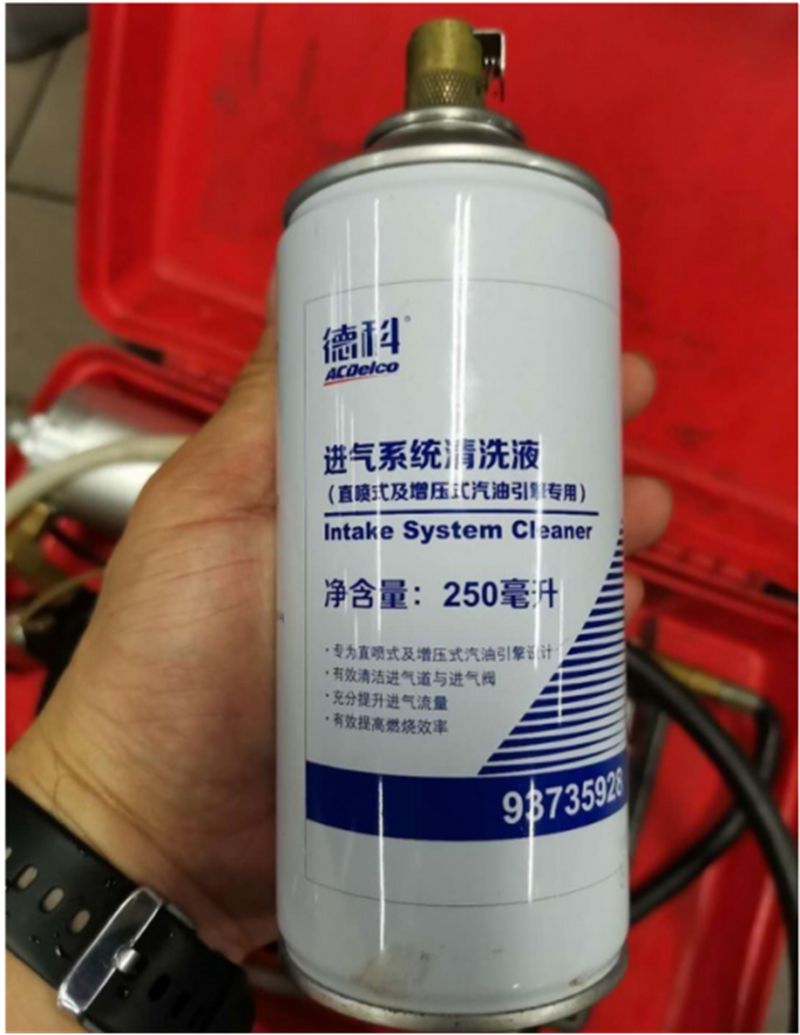 德科®
ACDelco
进气系统清洗液
（直喷式及增压式汽油引擎专用）
Intake System Cleaner
净含量：250毫升
·专为直喷式及增压式汽油引擎设计
·有效清洁进气道与进气阀
·充分提升进气流量
·有效提高燃烧效率
93735928